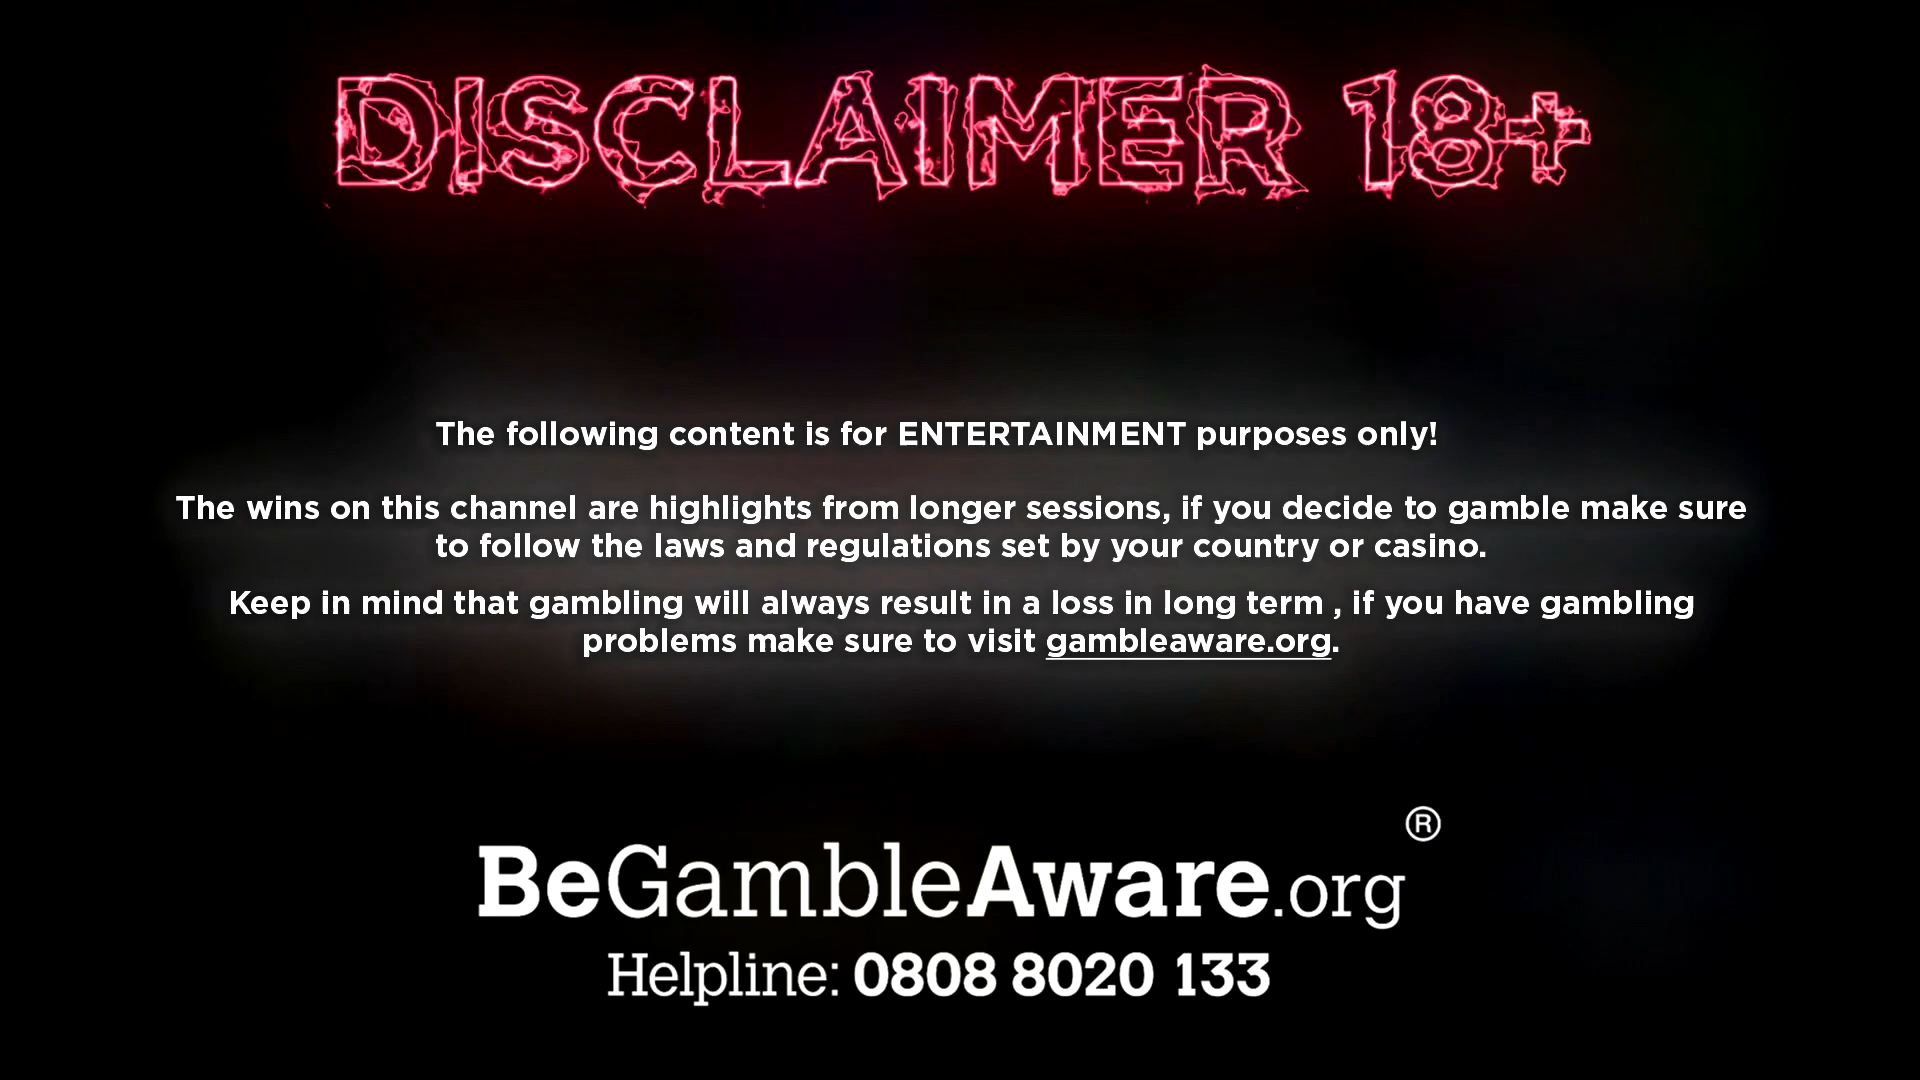 DISCLAIMER 18+
The following content is for ENTERTAINMENT purposes only!
The wins on this channel are highlights from longer sessions, if you decide to gamble make sure
to follow the laws and regulations set by your country or casino.
Keep in mind that gambling will always result in a loss in long term , if you have gambling
problems make sure to visit gambleaware.org.
BeGambleAware.org®
Helpline: 0808 8020 133